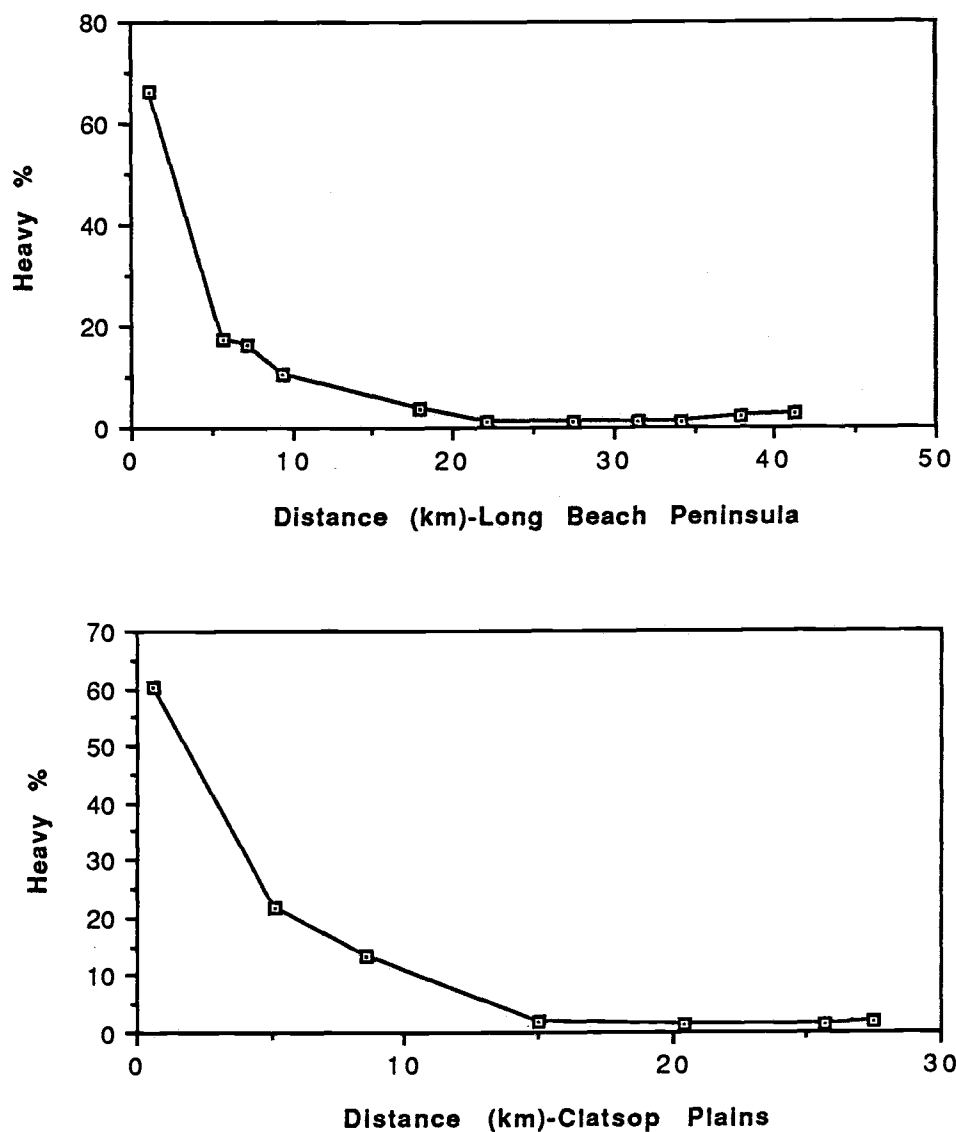 80
60
40
20
0
Heavy %
0 10 20 30 40 50
Distance (km)-Long Beach Peninsula
70
60
50
40
30
20
10
0
Heavy %
0 10 20 30
Distance (km)-Clatsop Plains